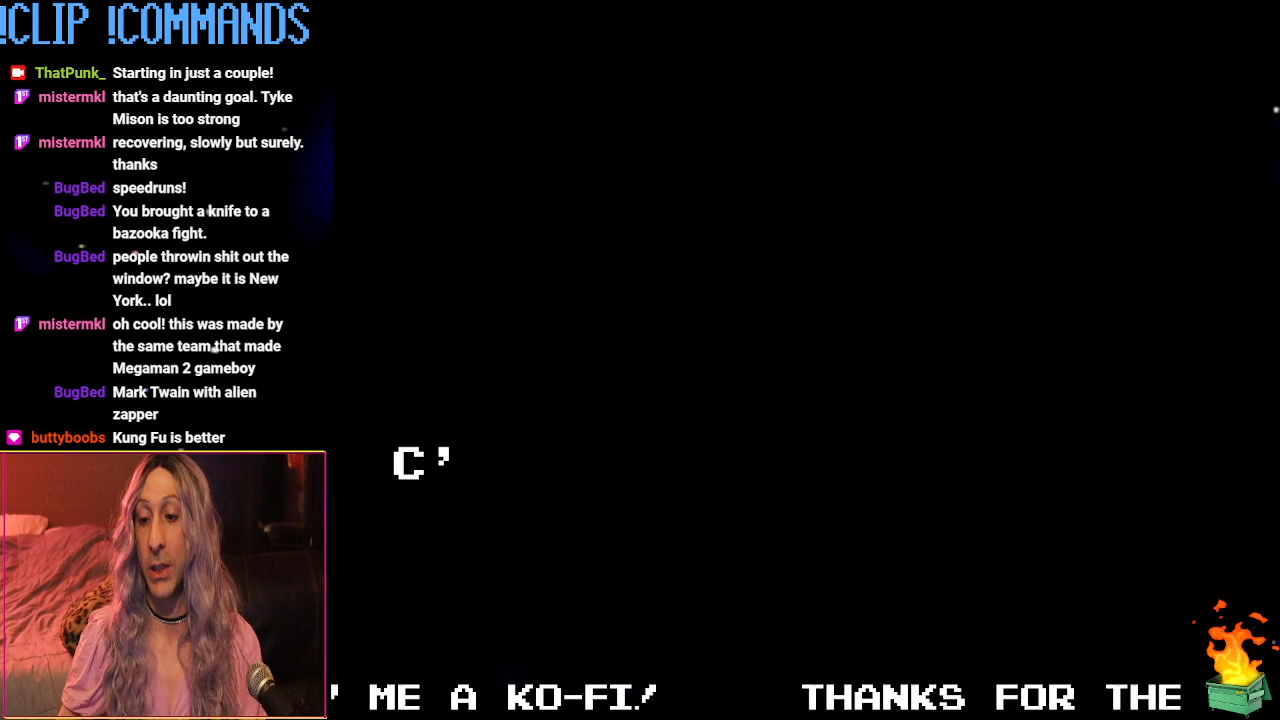 !CLIP !COMMANDS
ThatPunk_ Starting in just a couple!
mistermkl that's a daunting goal. Tyke
Mison is too strong
mistermkl recovering, slowly but surely.
thanks
BugBed speedruns!
BugBed You brought a knife to a
bazooka fight.
BugBed people throwin shit out the
window? maybe it is New
York.. lol
mistermkl oh cool! this was made by
the same team that made
Megaman 2 gameboy
BugBed Mark Twain with alien
zapper
buttyboobs Kung Fu is better
C'
ME A KO-FI! THANKS FOR THE